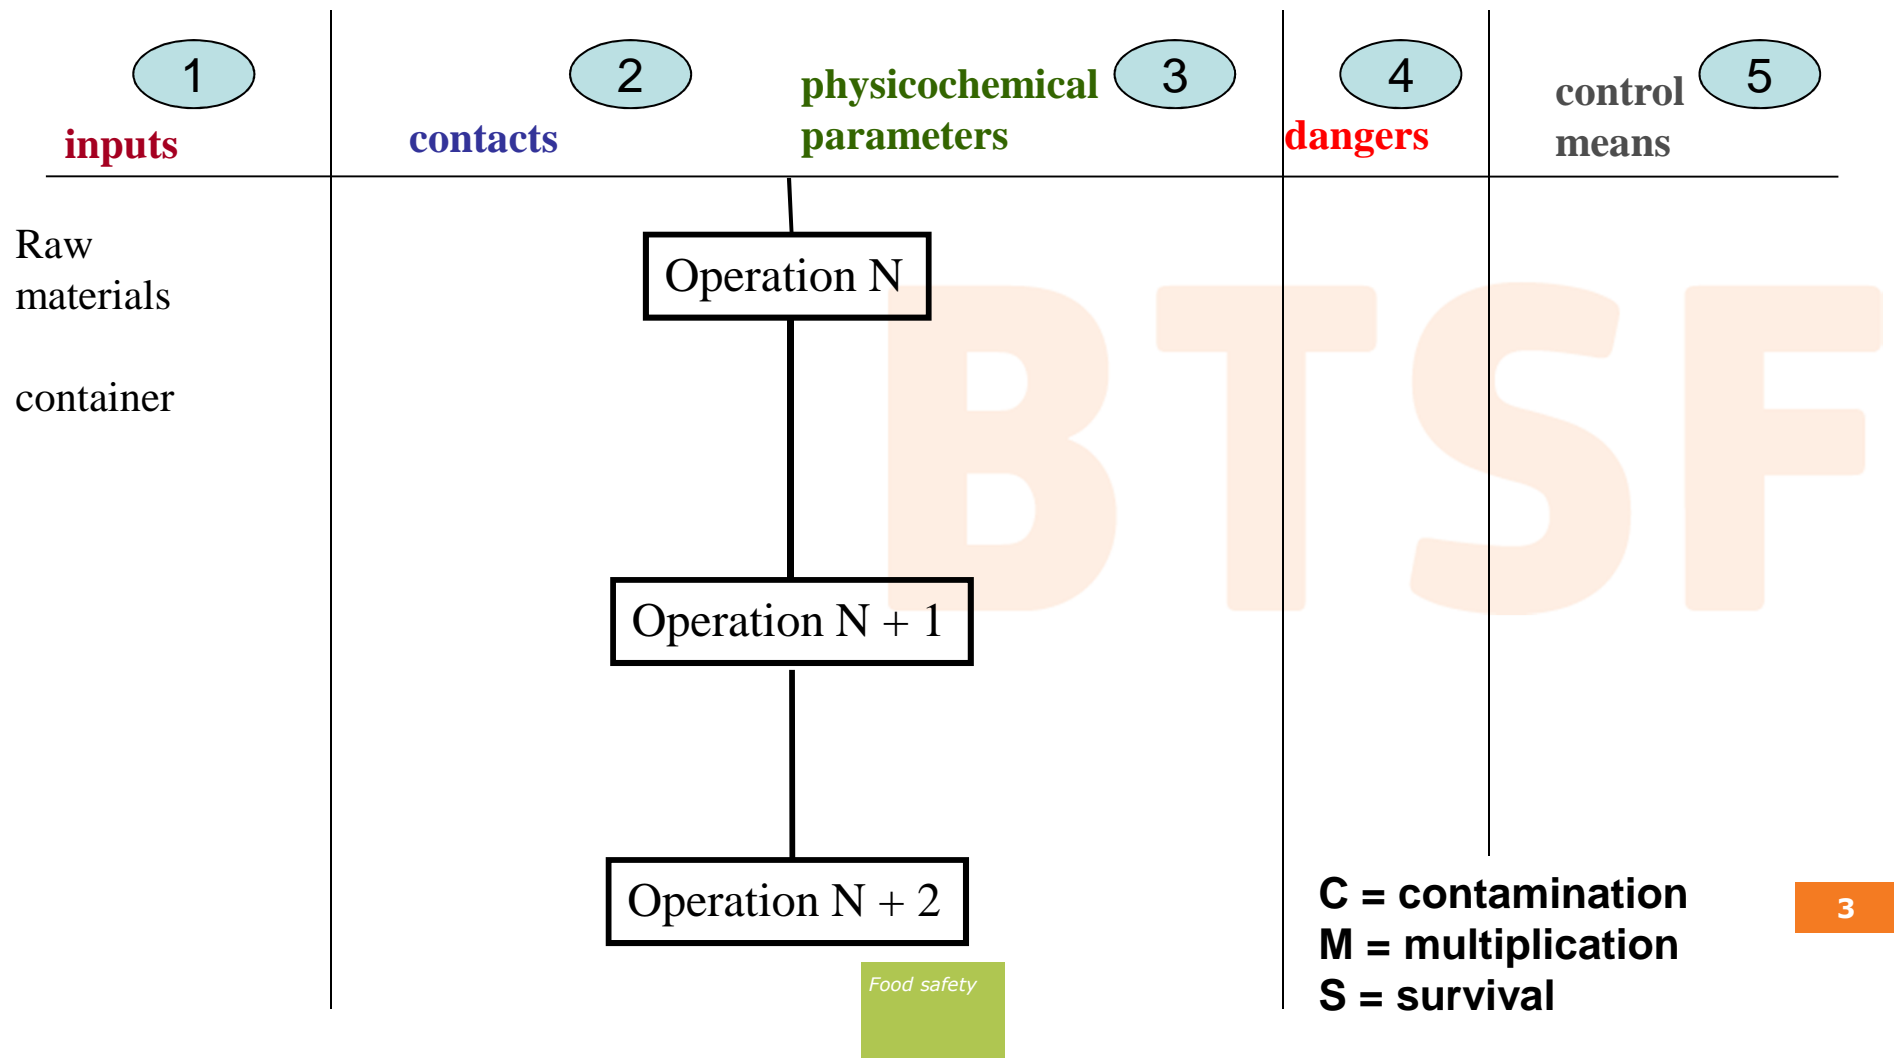 1
2
3
4
5
inputs
contacts
physicochemical
parameters
dangers
control
means
Raw
materials
container
Operation N
Operation N + 1
Operation N + 2
BTSF
C = contamination
M = multiplication
S = survival
3
Food safety